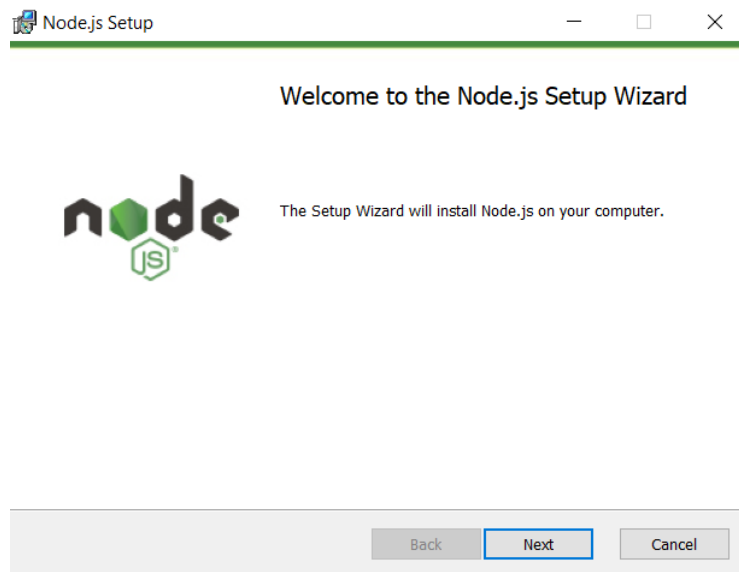 Node.js Setup
Welcome to the Node.js Setup Wizard
node
JS®
The Setup Wizard will install Node.js on your computer.
Back Next Cancel